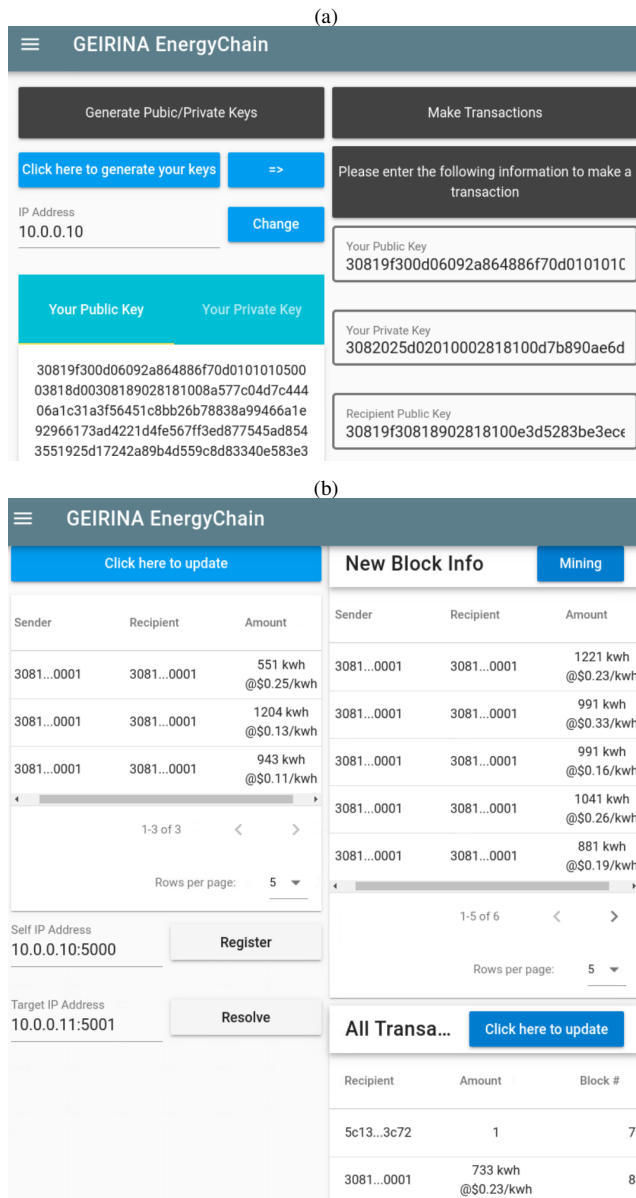 (a)
GEIRINA EnergyChain
Generate Pubic/Private Keys
Click here to generate your keys
=>
IP Address
10.0.0.10
Change
Your Public Key
Your Private Key
30819f300d06092a864886f70d0101010500
03818d00308189028181008a577c04d7c444
06a1c31a3f56451c8bb26b78838a99466a1e
92966173ad4221d4fe567ff3ed877545ad854
3551925d17242a89b4d559c8d83340e583e3
Make Transactions
Please enter the following information to make a
transaction
Your Public Key
30819f300d06092a864886f70d010101C
Your Private Key
3082025d02010002818100d7b890ae6d
Recipient Public Key
30819f30818902818100e3d5283be3ece
(b)
GEIRINA EnergyChain
Click here to update
Sender Recipient Amount
3081...0001 3081...0001 551 kwh
@$0.25/kwh
3081...0001 3081...0001 1204 kwh
@$0.13/kwh
3081...0001 3081...0001 943 kwh
@$0.11/kwh
1-3 of 3
Rows per page: 5
Self IP Address
10.0.0.10:5000
Register
Target IP Address
10.0.0.11:5001
Resolve
New Block Info
Mining
Sender Recipient Amount
3081...0001 3081...0001 1221 kwh
@$0.23/kwh
3081...0001 3081...0001 991 kwh
@$0.33/kwh
3081...0001 3081...0001 991 kwh
@$0.16/kwh
3081...0001 3081...0001 1041 kwh
@$0.26/kwh
3081...0001 3081...0001 881 kwh
@$0.19/kwh
1-5 of 6
Rows per page: 5
All Transa...
Click here to update
Recipient Amount Block #
5c13...3c72 1 7
3081...0001 733 kwh 8
@$0.23/kwh